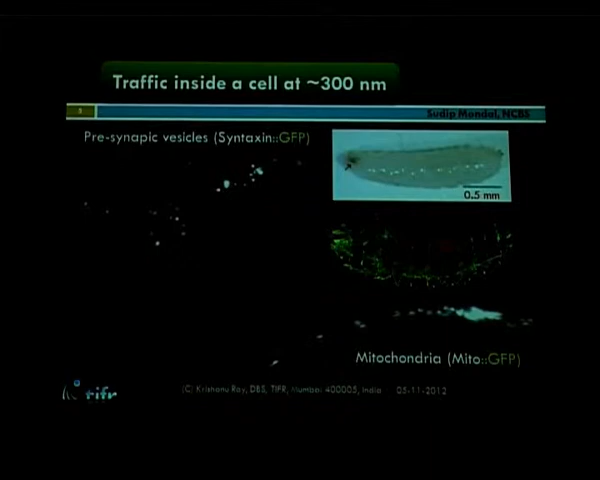 Traffic inside a cell at ~300 nm
Sudip Mondal, NCBS
Pre-synapic vesicles (Syntaxin::GFP)
0.5 mm
Mitochondria (Mito::GFP)
tifr
(C) Krishanu Ray, DBS, TIFR, Mumbai 400005, India 05-11-2012